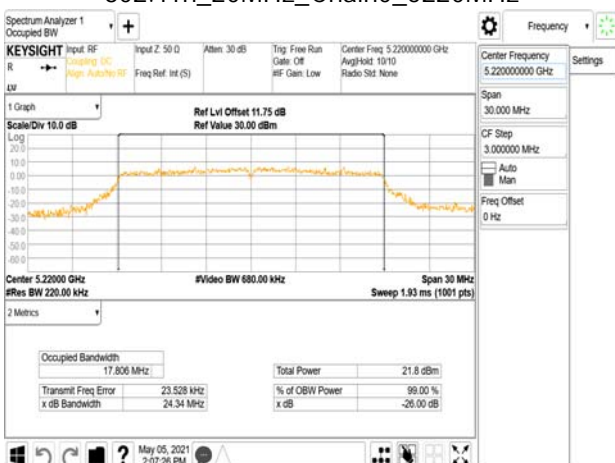 802.11n_20MHz_Chain0_5220MHz
Spectrum Analyzer 1
Occupied BW
Frequency
KEYSIGHT
Input: RF
Coupling: DC
Align: Auto/No RF
Input Z: 50 Ω
Freq Ref: Int (S)
Atten: 30 dB
Trig: Free Run
Gate: Off
#IF Gain: Low
Center Freq: 5.220000000 GHz
Avg|Hold: 10/10
Radio Std: None
R
LU
Center Frequency
5.220000000 GHz
Settings
Span
30.000 MHz
CF Step
3.000000 MHz
Auto
Man
Freq Offset
0 Hz
1 Graph
Scale/Div 10.0 dB
Ref Lvl Offset 11.75 dB
Ref Value 30.00 dBm
Log
20.0
10.0
0.00
-10.0
-20.0
-30.0
-40.0
-50.0
-60.0
Center 5.22000 GHz
#Res BW 220.00 kHz
#Video BW 680.00 kHz
Span 30 MHz
Sweep 1.93 ms (1001 pts)
2 Metrics
Occupied Bandwidth
17.806 MHz
Total Power 21.8 dBm
Transmit Freq Error 23.528 kHz
% of OBW Power 99.00 %
x dB Bandwidth 24.34 MHz
x dB -26.00 dB
May 05, 2021
2:07:26 PM